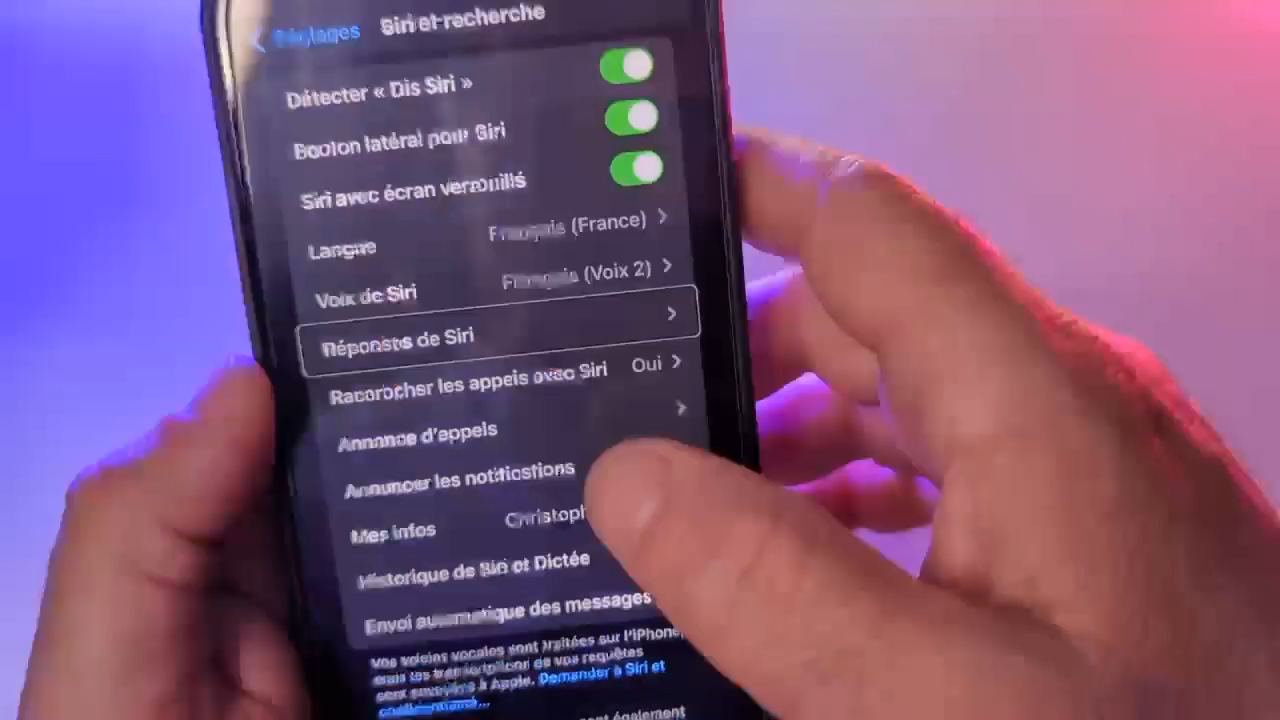 Réglages Siri et recherche
Détecter « Dis Siri »
Bouton latéral pour Siri
Siri avec écran verrouillé
Langue Français (France)
Voix de Siri Français (Voix 2)
Réponses de Siri
Raccrocher les appels avec Siri Oui
Annonce d'appels
Annoncer les notifications
Mes infos Christoph
Historique de Siri et Dictée
Envoi automatique des messages
Vos saisies vocales sont traitées sur l'iPhone,
mais les transcriptions de vos requêtes
sont envoyées à Apple. Demander à Siri et
également